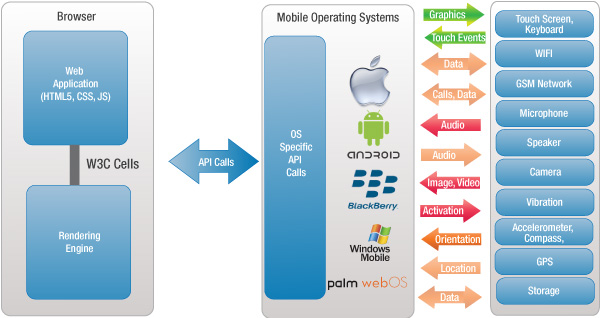 Browser
Web
Application
(HTML5, CSS, JS)
W3C Cells
Rendering
Engine
API Calls
Mobile Operating Systems
OS
Specific
API
Calls
ANDROID
BlackBerry
Windows
Mobile
palm webOS
Graphics
Touch Events
Data
Calls, Data
Audio
Audio
Image, Video
Activation
Orientation
Location
Data
Touch Screen,
Keyboard
WIFI
GSM Network
Microphone
Speaker
Camera
Vibration
Accelerometer,
Compass,
GPS
Storage